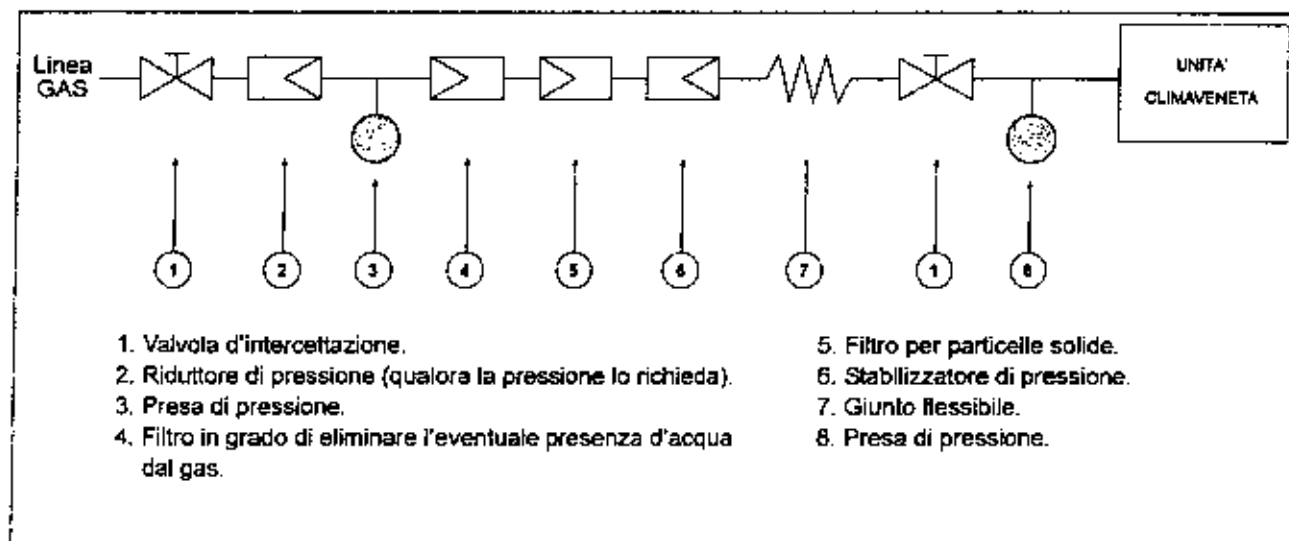 Linea
GAS
UNITA'
CLIMAVENETA
1 2 3 4 5 6 7 1 8
1. Valvola d'intercettazione.
2. Riduttore di pressione (qualora la pressione lo richieda).
3. Presa di pressione.
4. Filtro in grado di eliminare l'eventuale presenza d'acqua
dal gas.
5. Filtro per particelle solide.
6. Stabilizzatore di pressione.
7. Giunto flessibile.
8. Presa di pressione.